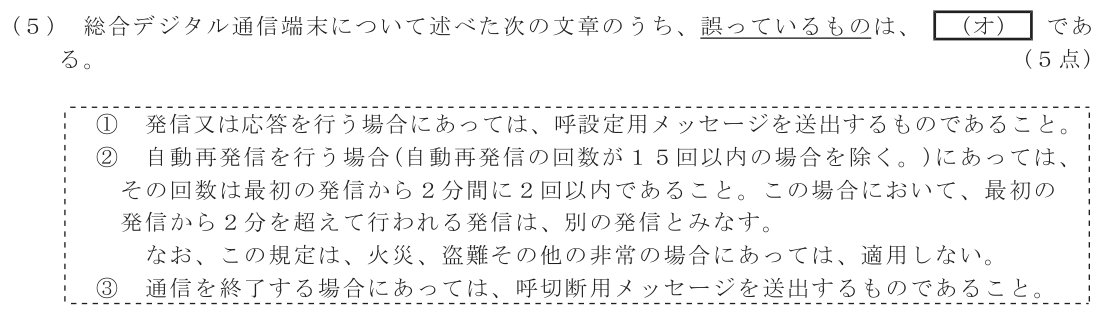 （５） 総合デジタル通信端末について述べた次の文章のうち、誤っているものは、 （オ） であ
る。 （５点）
① 発信又は応答を行う場合にあっては、呼設定用メッセージを送出するものであること。
② 自動再発信を行う場合(自動再発信の回数が１５回以内の場合を除く。)にあっては、
その回数は最初の発信から２分間に２回以内であること。この場合において、最初の
発信から２分を超えて行われる発信は、別の発信とみなす。
なお、この規定は、火災、盗難その他の非常の場合にあっては、適用しない。
③ 通信を終了する場合にあっては、呼切断用メッセージを送出するものであること。